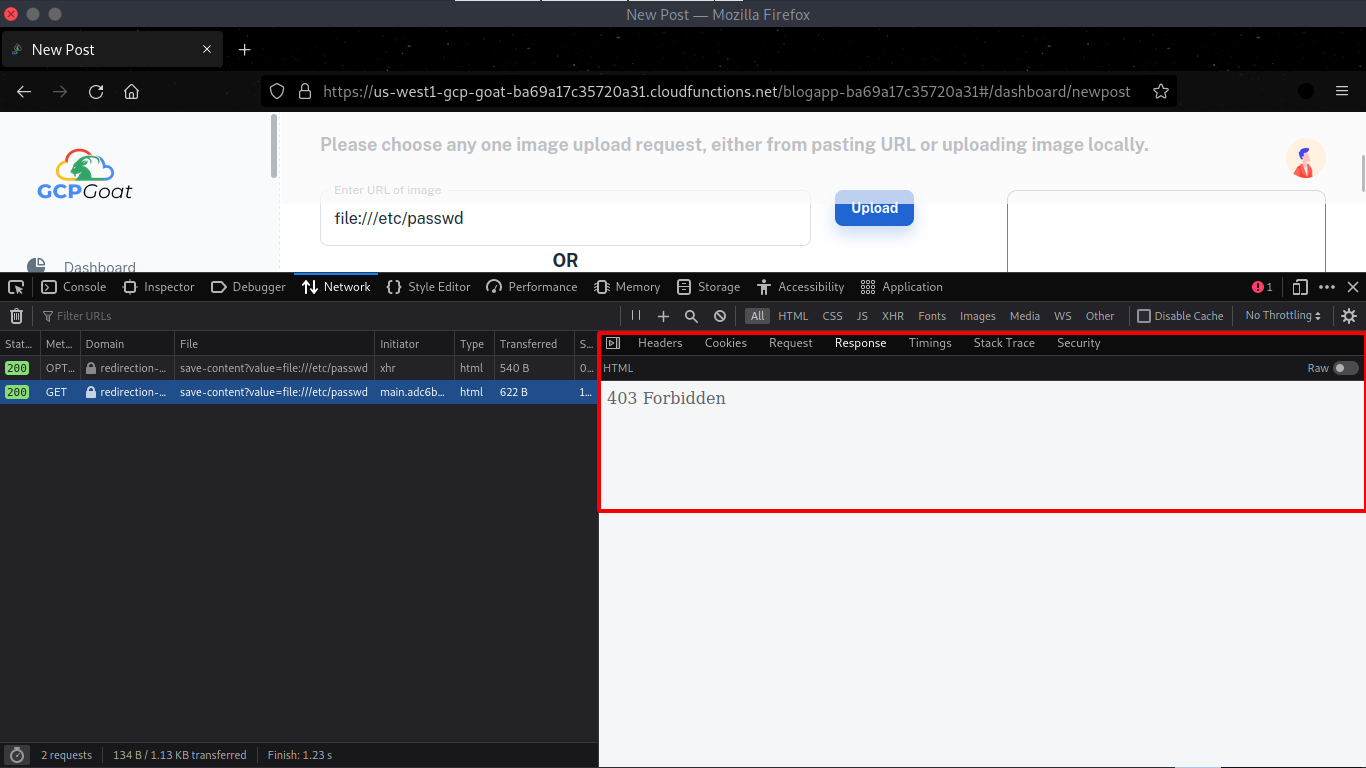 New Post — Mozilla Firefox
New Post
https://us-west1-gcp-goat-ba69a17c35720a31.cloudfunctions.net/blogapp-ba69a17c35720a31#/dashboard/newpost
GCPGoat
Please choose any one image upload request, either from pasting URL or uploading image locally.
Enter URL of image
file:///etc/passwd
Upload
OR
Dashboard
Console Inspector Debugger Network Style Editor Performance Memory Storage Accessibility Application 1
Filter URLs
All HTML CSS JS XHR Fonts Images Media WS Other Disable Cache No Throttling
Stat... Met... Domain File Initiator Type Transferred S...
200 OPT... redirection-... save-content?value=file:///etc/passwd xhr html 540 B 0...
200 GET redirection-... save-content?value=file:///etc/passwd main.adc6b... html 622 B 1...
Headers Cookies Request Response Timings Stack Trace Security
HTML Raw
403 Forbidden
2 requests 134 B / 1.13 KB transferred Finish: 1.23 s